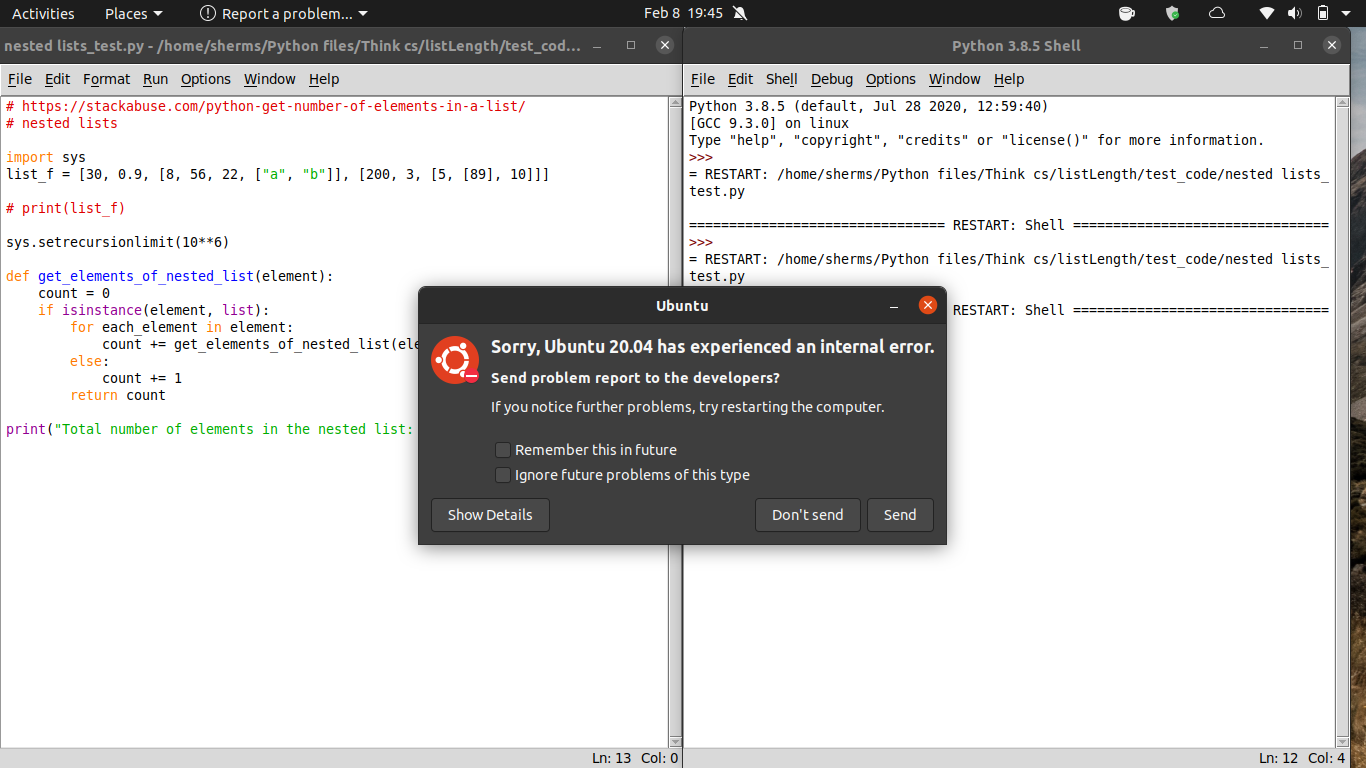 Activities Places Report a problem... Feb 8 19:45
nested lists_test.py - /home/sherms/Python files/Think cs/listLength/test_cod...
File Edit Format Run Options Window Help
# https://stackabuse.com/python-get-number-of-elements-in-a-list/
# nested lists
import sys
list_f = [30, 0.9, [8, 56, 22, ["a", "b"]], [200, 3, [5, [89], 10]]]
# print(list_f)
sys.setrecursionlimit(10**6)
def get_elements_of_nested_list(element):
    count = 0
    if isinstance(element, list):
        for each_element in element:
            count += get_elements_of_nested_list(ele
        else:
            count += 1
        return count
print("Total number of elements in the nested list:
Ln: 13 Col: 0
Python 3.8.5 Shell
File Edit Shell Debug Options Window Help
Python 3.8.5 (default, Jul 28 2020, 12:59:40)
[GCC 9.3.0] on linux
Type "help", "copyright", "credits" or "license()" for more information.
>>>
= RESTART: /home/sherms/Python files/Think cs/listLength/test_code/nested lists_
test.py
================================ RESTART: Shell ================================
>>>
= RESTART: /home/sherms/Python files/Think cs/listLength/test_code/nested lists_
test.py
RESTART: Shell ================================
Ln: 12 Col: 4
Ubuntu
Sorry, Ubuntu 20.04 has experienced an internal error.
Send problem report to the developers?
If you notice further problems, try restarting the computer.
Remember this in future
Ignore future problems of this type
Show Details Don't send Send